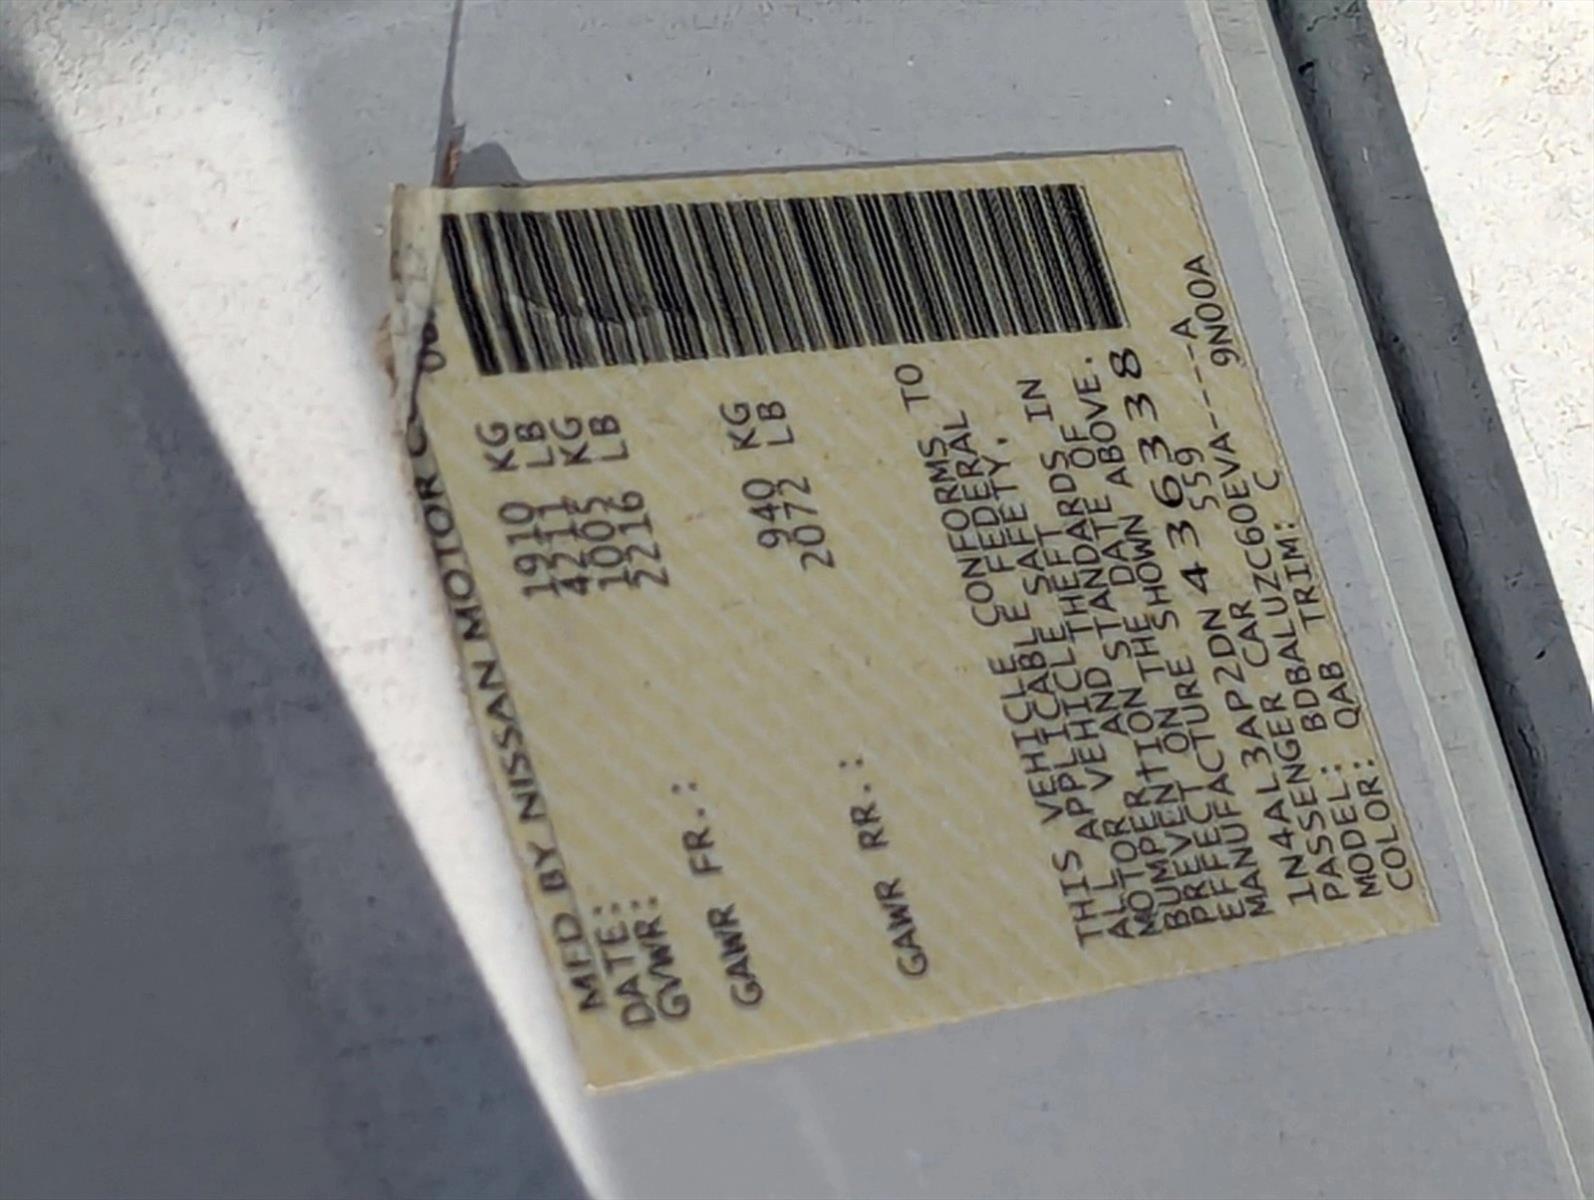 MFD BY NISSAN MOTOR
DATE:
GVWR: 1910 KG
4211 LB
GAWR FR.: 1005 KG
2216 LB
GAWR RR.: 940 KG
2072 LB
THIS VEHICLE CONFORMS TO
ALL APPLICABLE FEDERAL
MOTOR VEHICLE SAFETY,
BUMPER AND THEFT
PREVENTION STANDARDS IN
EFFECT ON THE DATE OF
MANUFACTURE SHOWN ABOVE.
1N4AL3AP2DN 436338
PASSENGER CAR 559
MODEL: BDBALUZC60EVA----A
COLOR: QAB TRIM: C 9N00A